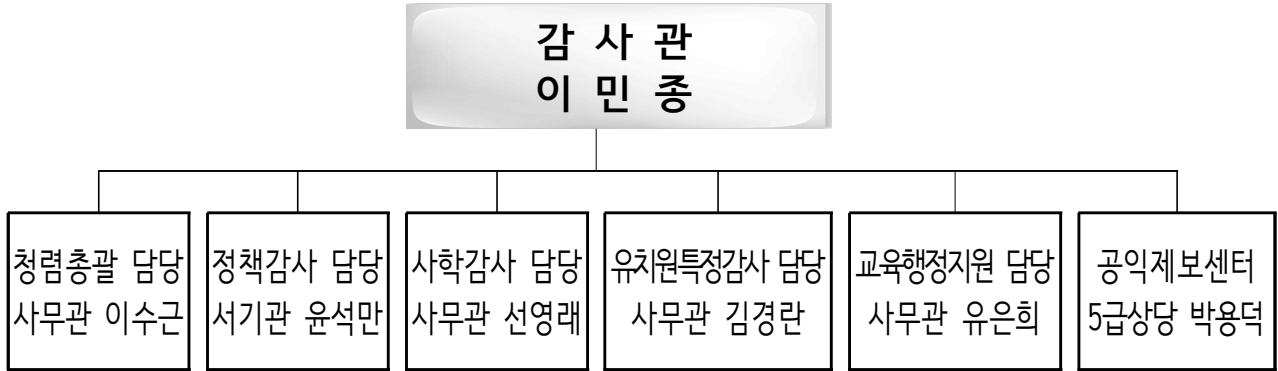 감 사 관
이 민 종
청렴총괄 담당
사무관 이수근
정책감사 담당
서기관 윤석만
사학감사 담당
사무관 선영래
유치원특정감사 담당
사무관 김경란
교육행정지원 담당
사무관 유은희
공익제보센터
5급상당 박용덕